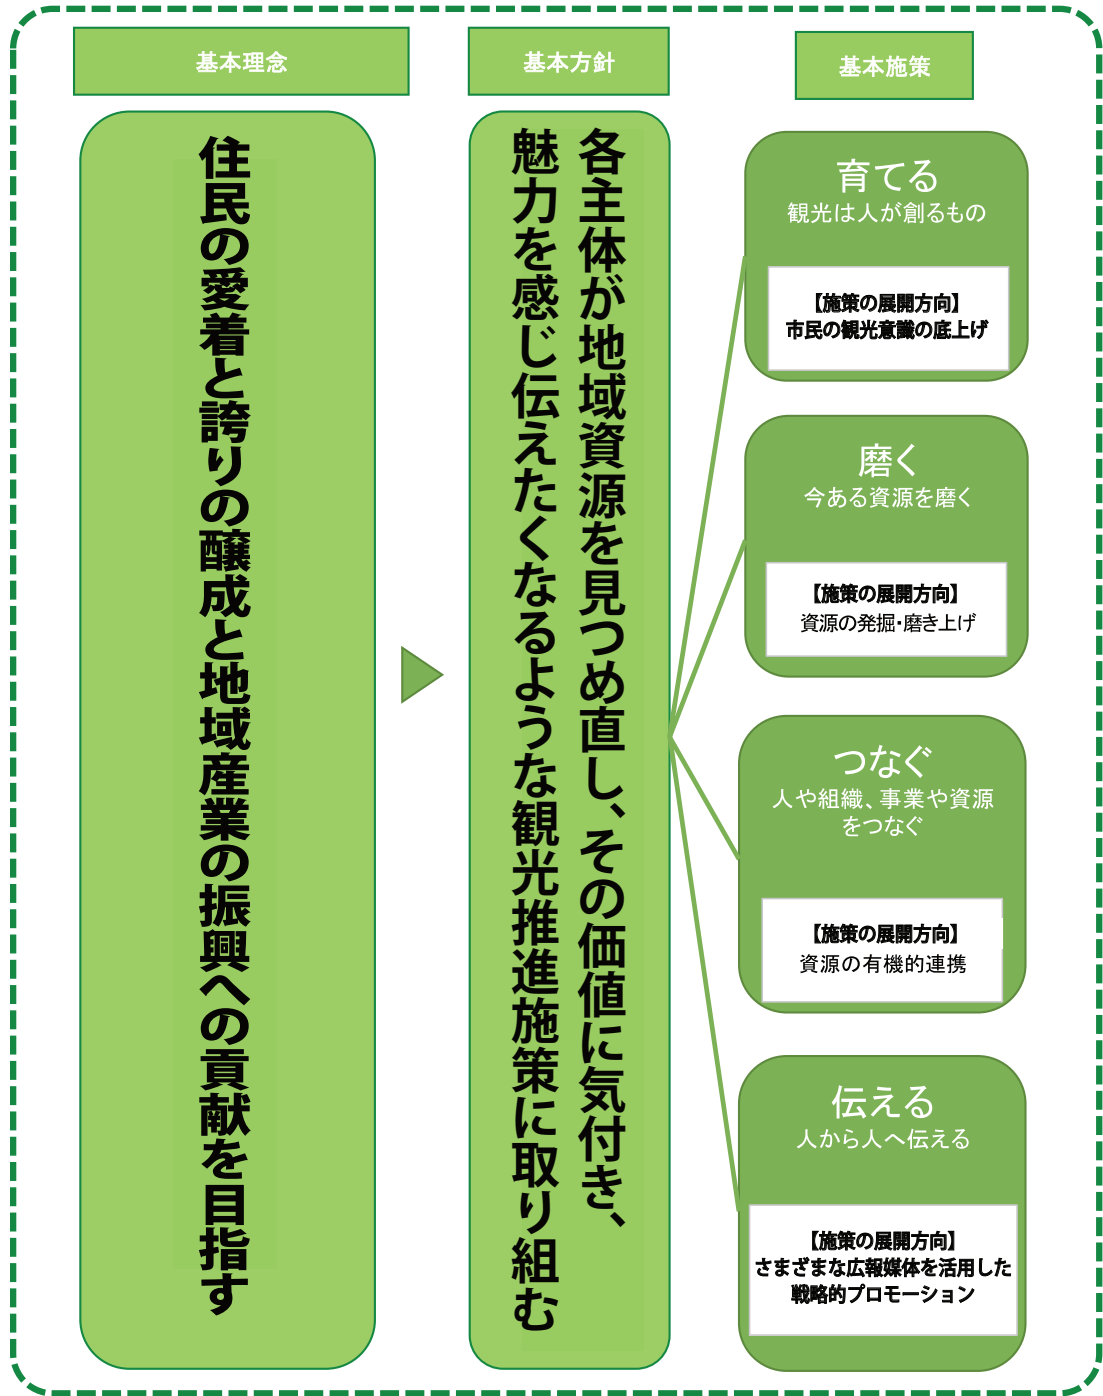 基本理念
住民の愛着と誇りの醸成と地域産業の振興への貢献を目指す
基本方針
各主体が地域資源を見つめ直し、その価値に気付き、
魅力を感じ伝えたくなるような観光推進施策に取り組む
基本施策
育てる
観光は人が創るもの
【施策の展開方向】
市民の観光意識の底上げ
磨く
今ある資源を磨く
【施策の展開方向】
資源の発掘・磨き上げ
つなぐ
人や組織、事業や資源
をつなぐ
【施策の展開方向】
資源の有機的連携
伝える
人から人へ伝える
【施策の展開方向】
さまざまな広報媒体を活用した
戦略的プロモーション